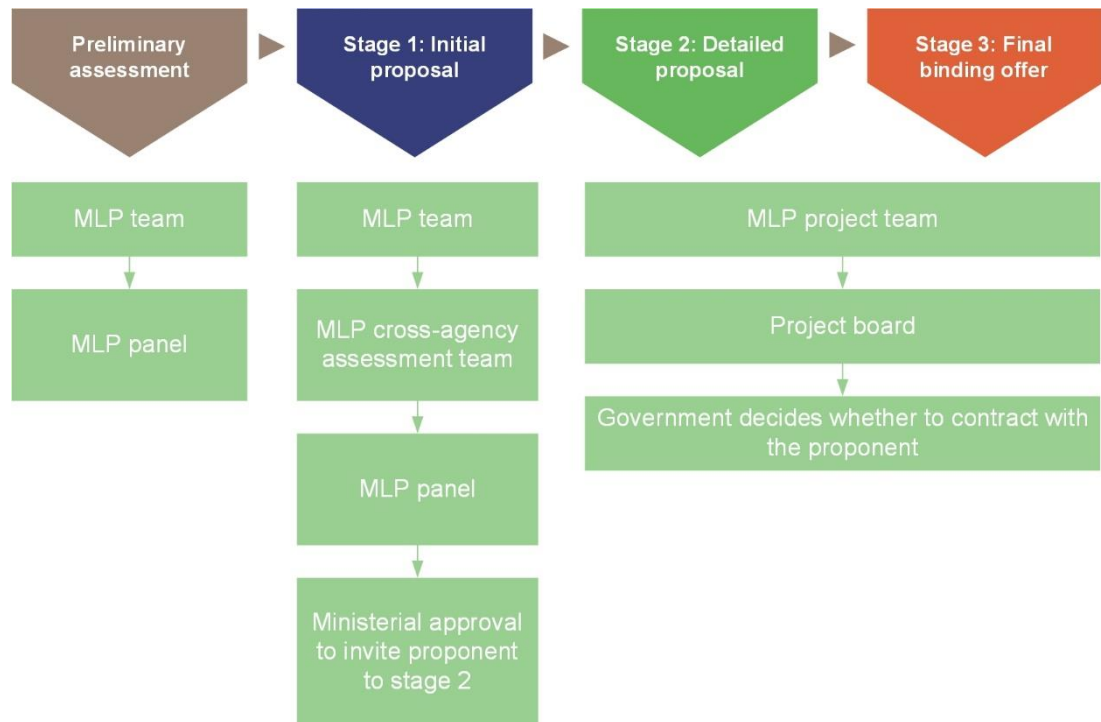 Preliminary
assessment
Stage 1: Initial
proposal
Stage 2: Detailed
proposal
Stage 3: Final
binding offer
MLP team
MLP panel
MLP team
MLP cross-agency
assessment team
MLP panel
Ministerial approval
to invite proponent
to stage 2
MLP project team
Project board
Government decides whether to contract with
the proponent